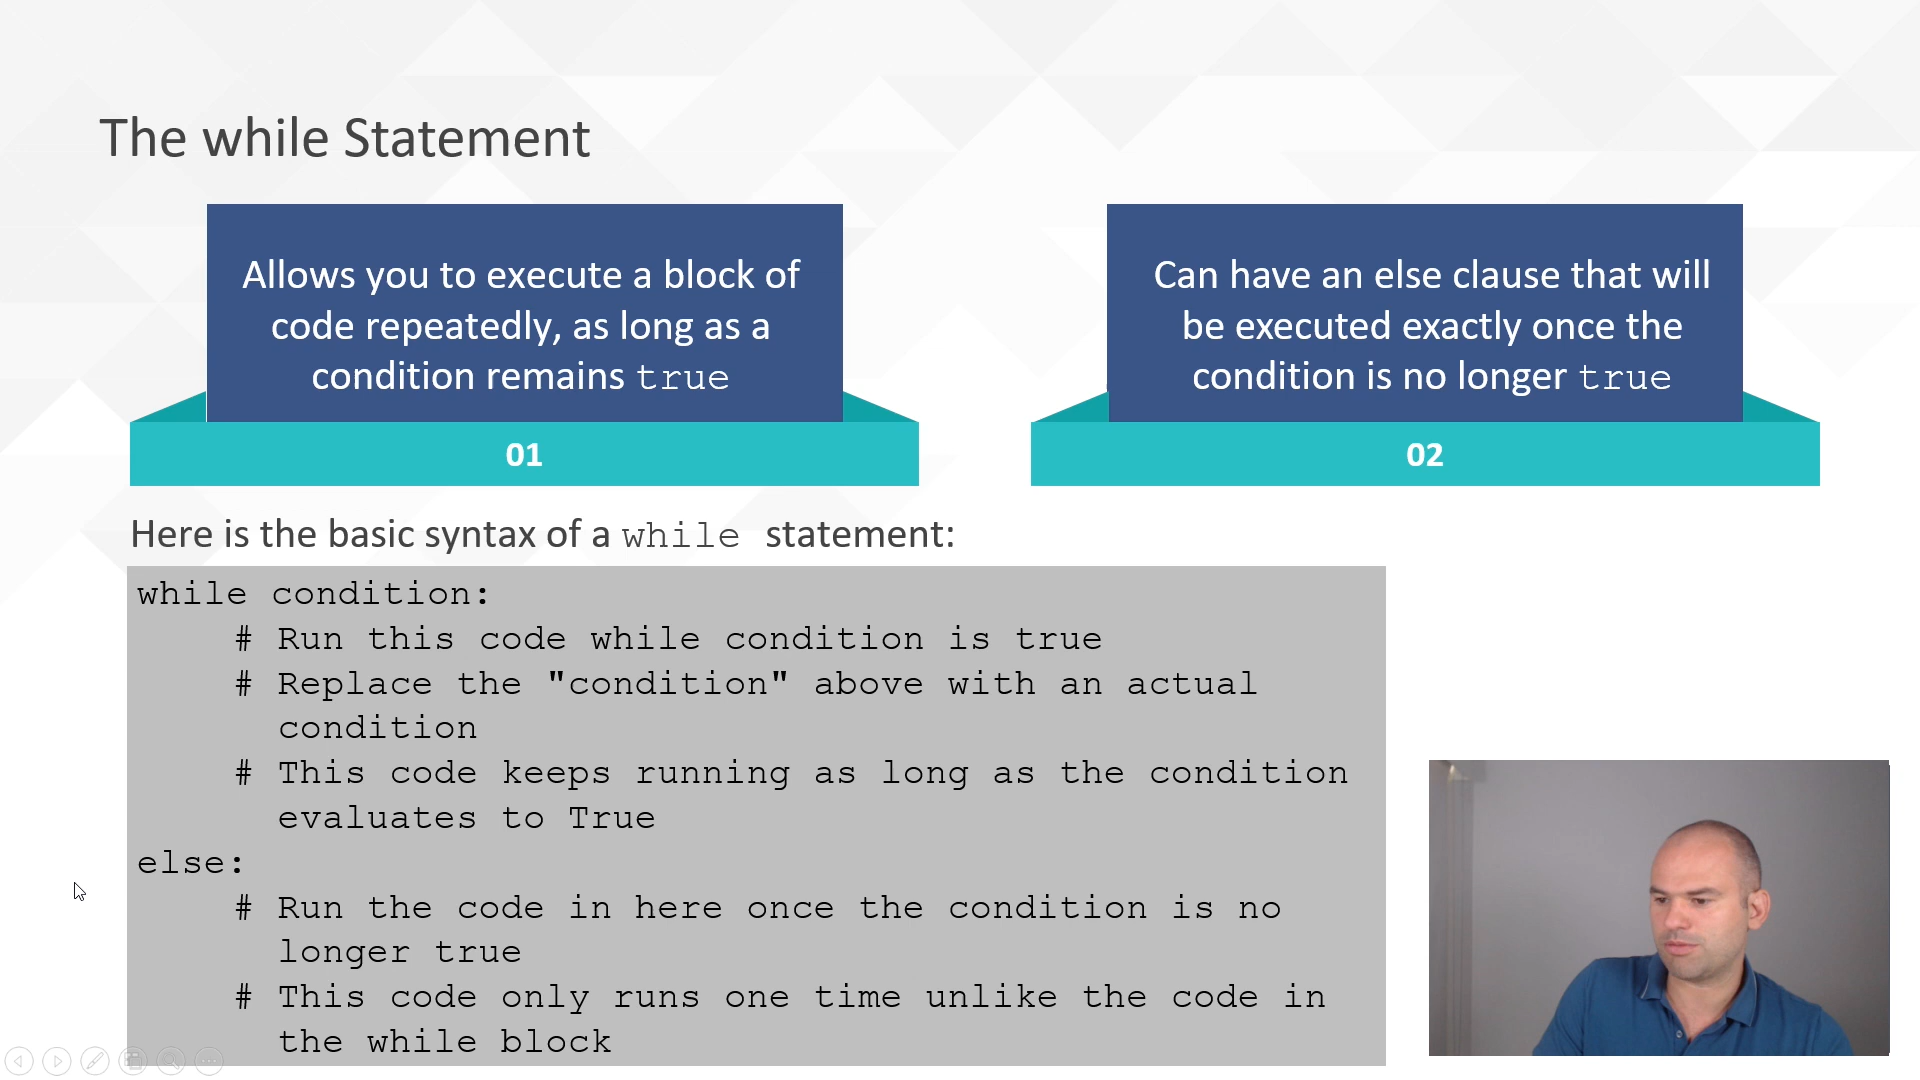 The while Statement
Allows you to execute a block of
code repeatedly, as long as a
condition remains true
01
Can have an else clause that will
be executed exactly once the
condition is no longer true
02
Here is the basic syntax of a while statement:
while condition:
# Run this code while condition is true
# Replace the "condition" above with an actual
condition
# This code keeps running as long as the condition
evaluates to True
else:
# Run the code in here once the condition is no
longer true
# This code only runs one time unlike the code in
the while block